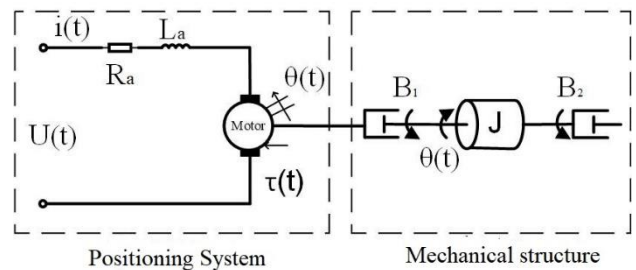 i(t)
Rₐ
Lₐ
θ(t)
Motor
U(t)
τ(t)
B₁
B₂
J
θ(t)
Positioning System
Mechanical structure